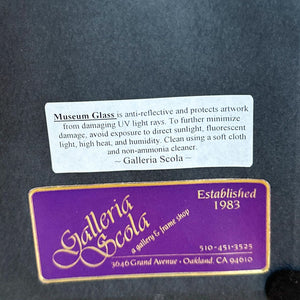 Museum Glass is anti-reflective and protects artwork
from damaging UV light rays. To further minimize
damage, avoid exposure to direct sunlight, fluorescent
light, high heat, and humidity. Clean using a soft cloth
and non-ammonia cleaner.
~ Galleria Scola ~
Galleria
Scola
a gallery & frame shop
Established
1983
510-451-3525
3646 Grand Avenue • Oakland, CA 94610